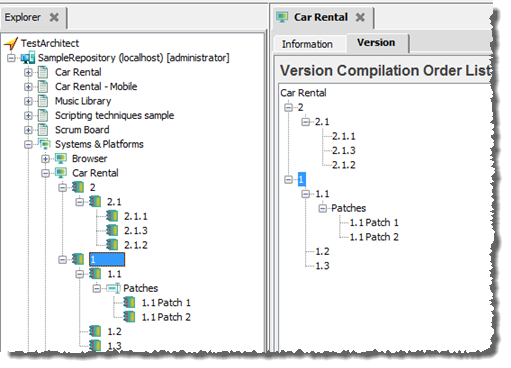 Explorer
TestArchitect
SampleRepository (localhost) [administrator]
Car Rental
Car Rental - Mobile
Music Library
Scripting techniques sample
Scrum Board
Systems & Platforms
Browser
Car Rental
2
2.1
2.1.1
2.1.3
2.1.2
1
1.1
Patches
1.1 Patch 1
1.1 Patch 2
1.2
1.3
Car Rental
Information
Version
Version Compilation Order List
Car Rental
2
2.1
2.1.1
2.1.3
2.1.2
1
1.1
Patches
1.1 Patch 1
1.1 Patch 2
1.2
1.3